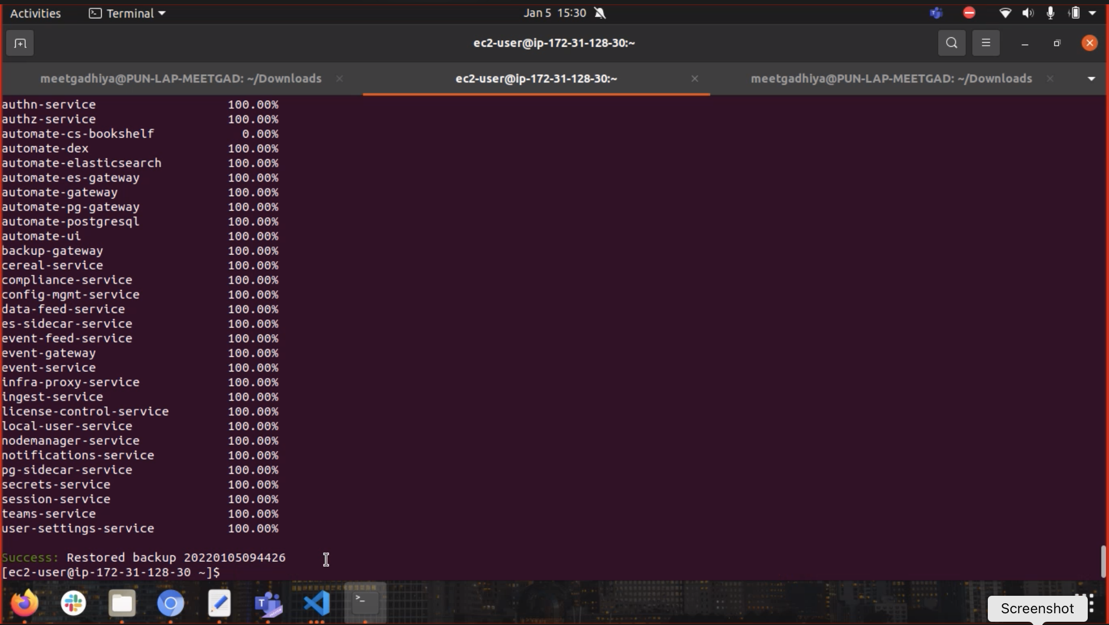 Activities
Terminal
Jan 5 15:30
ec2-user@ip-172-31-128-30:~
meetgadhiya@PUN-LAP-MEETGAD: ~/Downloads
ec2-user@ip-172-31-128-30:~
meetgadhiya@PUN-LAP-MEETGAD: ~/Downloads
authn-service 100.00%
authz-service 100.00%
automate-cs-bookshelf 0.00%
automate-dex 100.00%
automate-elasticsearch 100.00%
automate-es-gateway 100.00%
automate-gateway 100.00%
automate-pg-gateway 100.00%
automate-postgresql 100.00%
automate-ui 100.00%
backup-gateway 100.00%
cereal-service 100.00%
compliance-service 100.00%
config-mgmt-service 100.00%
data-feed-service 100.00%
es-sidecar-service 100.00%
event-feed-service 100.00%
event-gateway 100.00%
event-service 100.00%
infra-proxy-service 100.00%
ingest-service 100.00%
license-control-service 100.00%
local-user-service 100.00%
nodemanager-service 100.00%
notifications-service 100.00%
pg-sidecar-service 100.00%
secrets-service 100.00%
session-service 100.00%
teams-service 100.00%
user-settings-service 100.00%
Success: Restored backup 20220105094426
[ec2-user@ip-172-31-128-30 ~]$
Screenshot